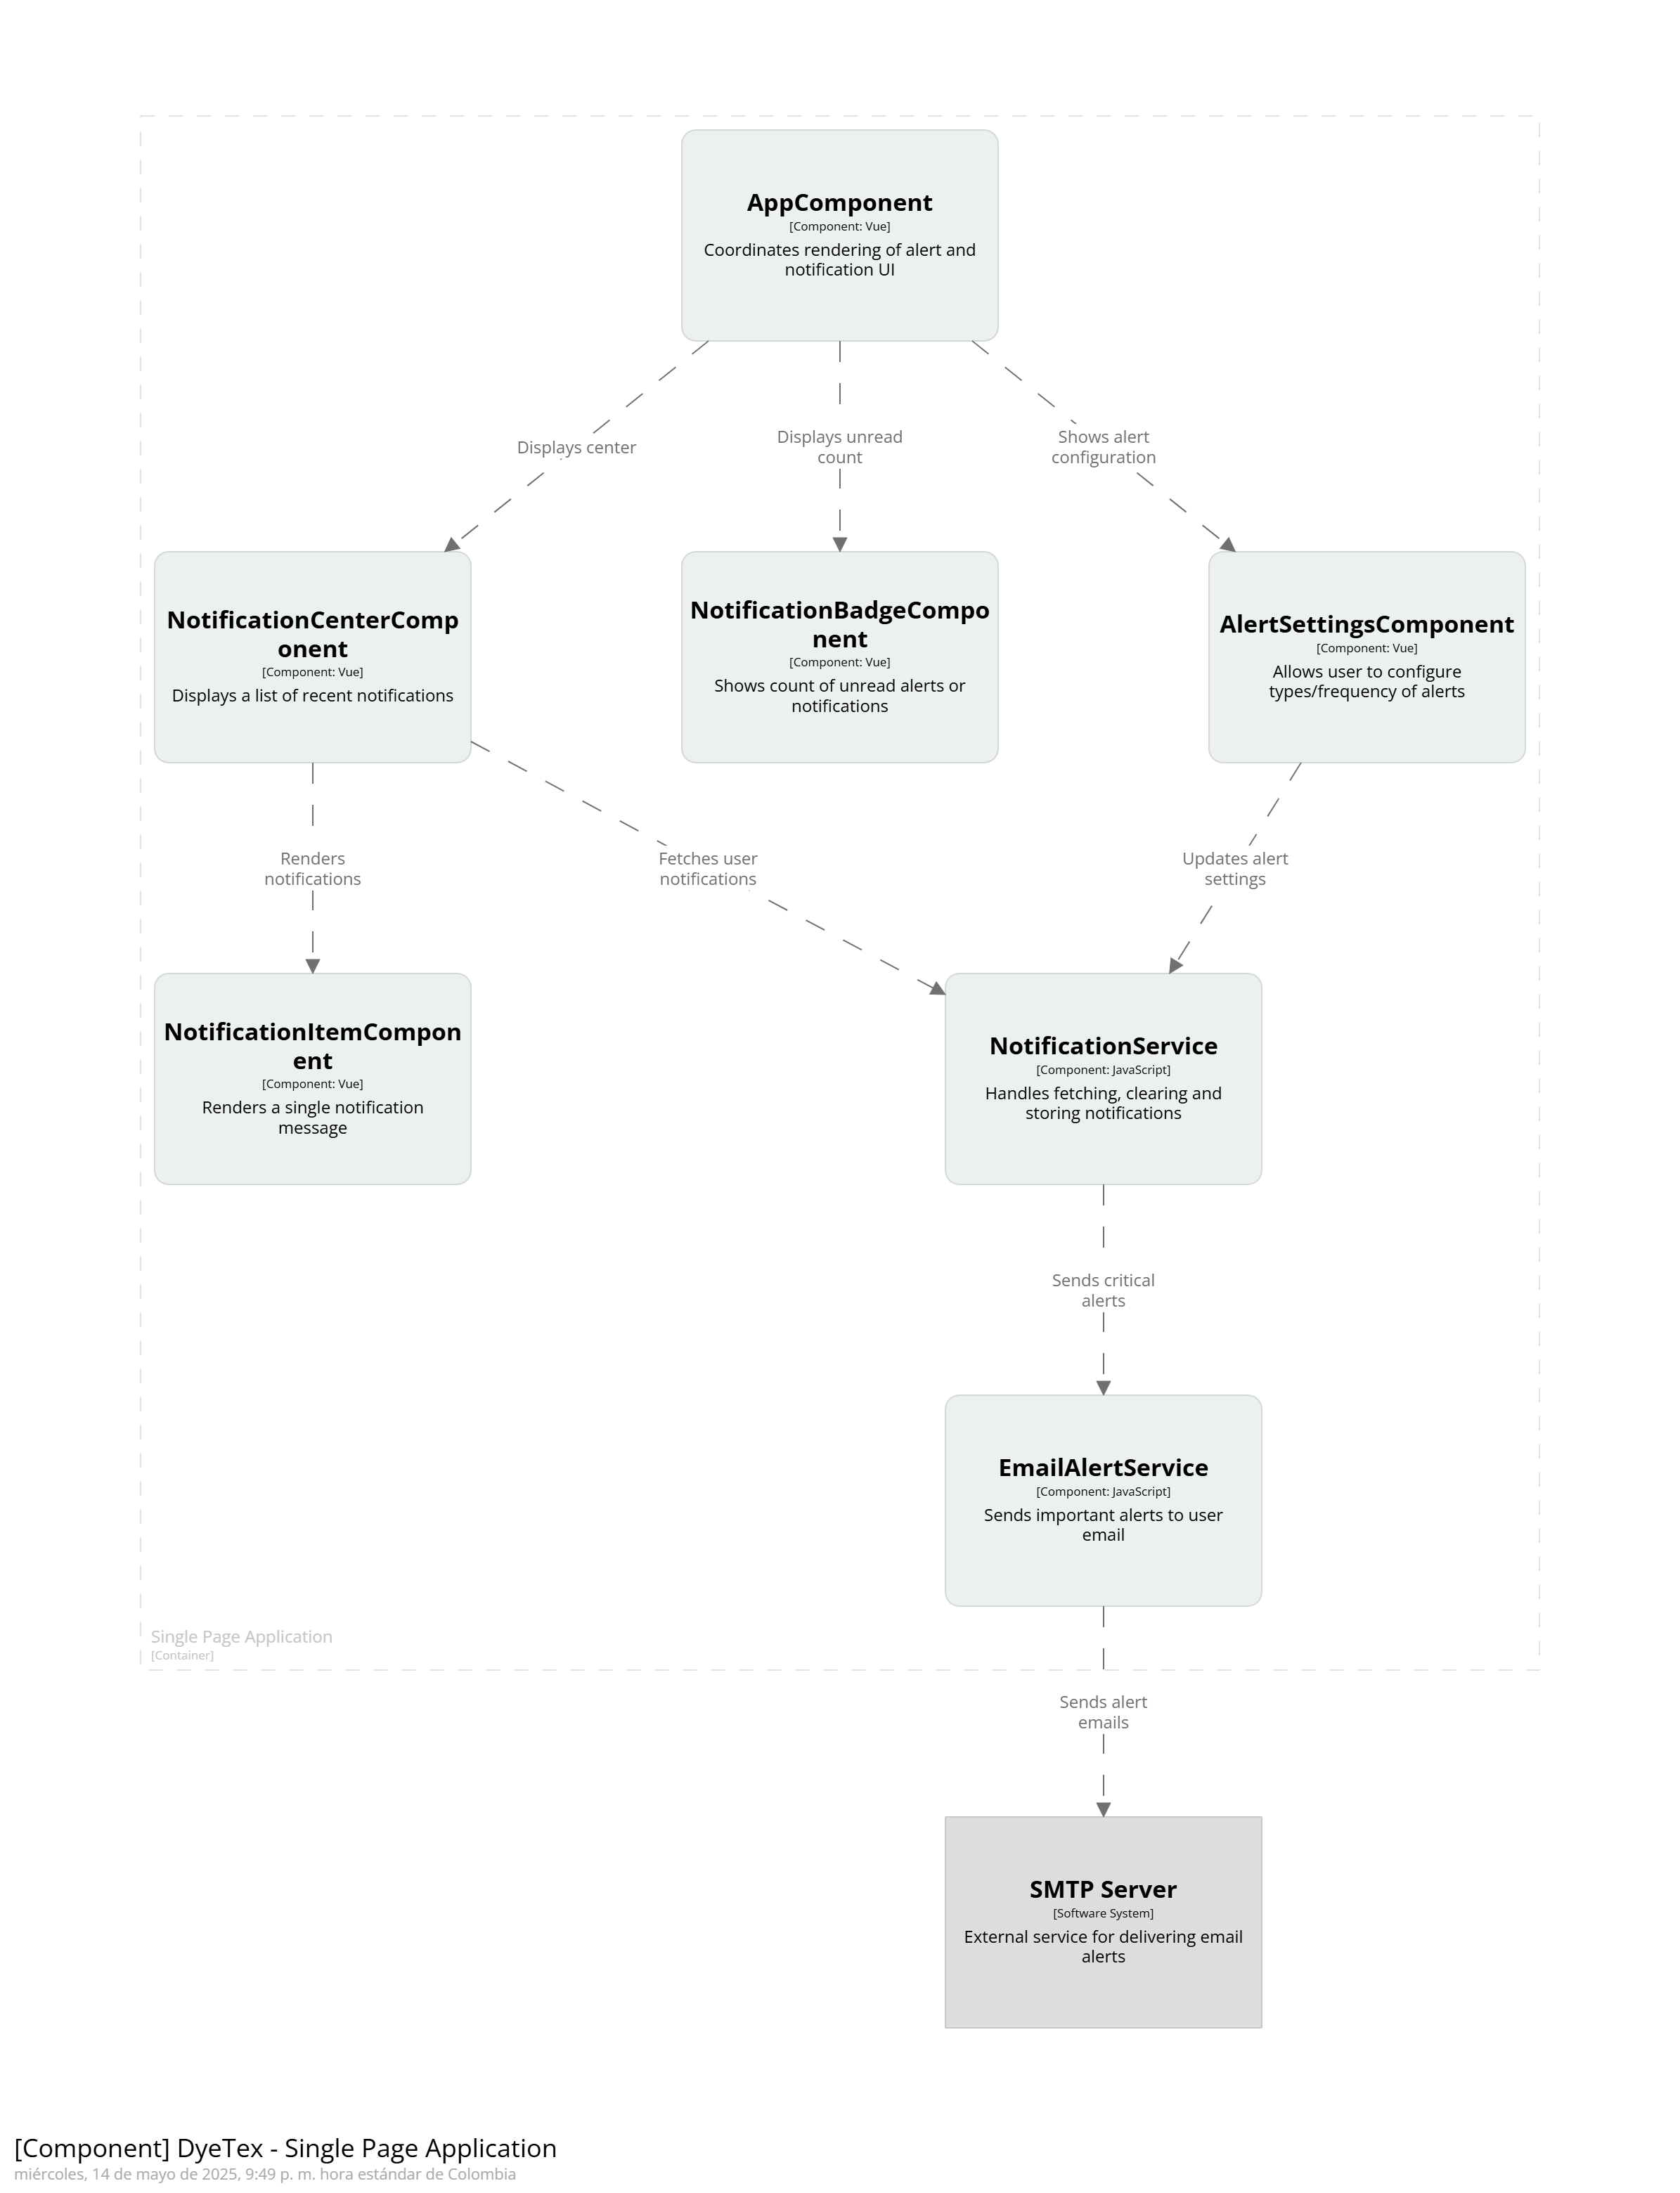 AppComponent
[Component: Vue]
Coordinates rendering of alert and
notification UI
Displays center
Displays unread
count
Shows alert
configuration
NotificationCenterComp
onent
[Component: Vue]
Displays a list of recent notifications
NotificationBadgeCompo
nent
[Component: Vue]
Shows count of unread alerts or
notifications
AlertSettingsComponent
[Component: Vue]
Allows user to configure
types/frequency of alerts
Renders
notifications
Fetches user
notifications
Updates alert
settings
NotificationItemCompon
ent
[Component: Vue]
Renders a single notification
message
NotificationService
[Component: JavaScript]
Handles fetching, clearing and
storing notifications
Sends critical
alerts
EmailAlertService
[Component: JavaScript]
Sends important alerts to user
email
Single Page Application
[Container]
Sends alert
emails
SMTP Server
[Software System]
External service for delivering email
alerts
[Component] DyeTex - Single Page Application
miércoles, 14 de mayo de 2025, 9:49 p. m. hora estándar de Colombia